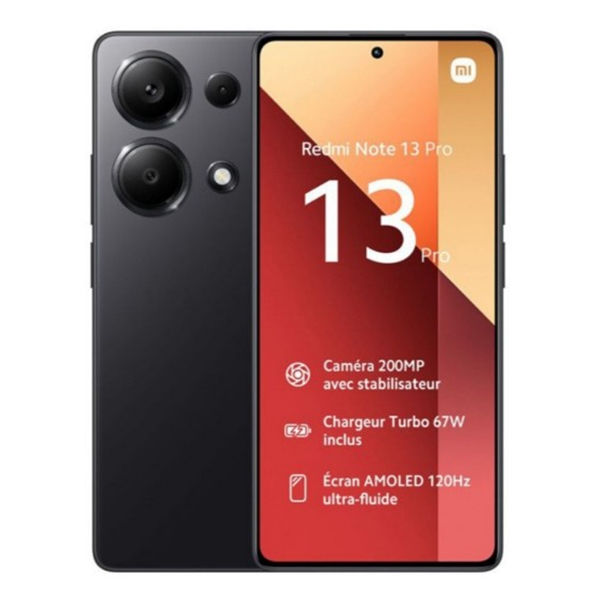 mi
Redmi Note 13 Pro
13
Pro
Caméra 200MP
avec stabilisateur
Chargeur Turbo 67W
inclus
Écran AMOLED 120Hz
ultra-fluide